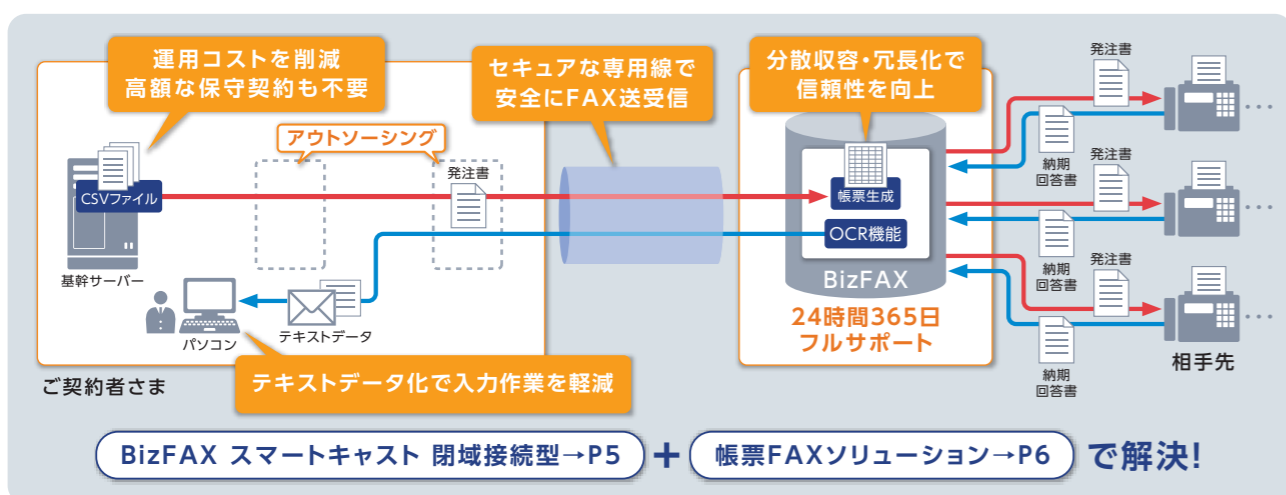 運用コストを削減
高額な保守契約も不要
セキュアな専用線で
安全にFAX送受信
分散収容・冗長化で
信頼性を向上
アウトソーシング
CSVファイル
基幹サーバー
発注書
帳票生成
OCR機能
BizFAX
24時間365日
フルサポート
パソコン
テキストデータ
テキストデータ化で入力作業を軽減
ご契約者さま
発注書
納期
回答書
発注書
納期
回答書
発注書
納期
回答書
相手先
BizFAX スマートキャスト 閉域接続型→P5 + 帳票FAXソリューション→P6 で解決!